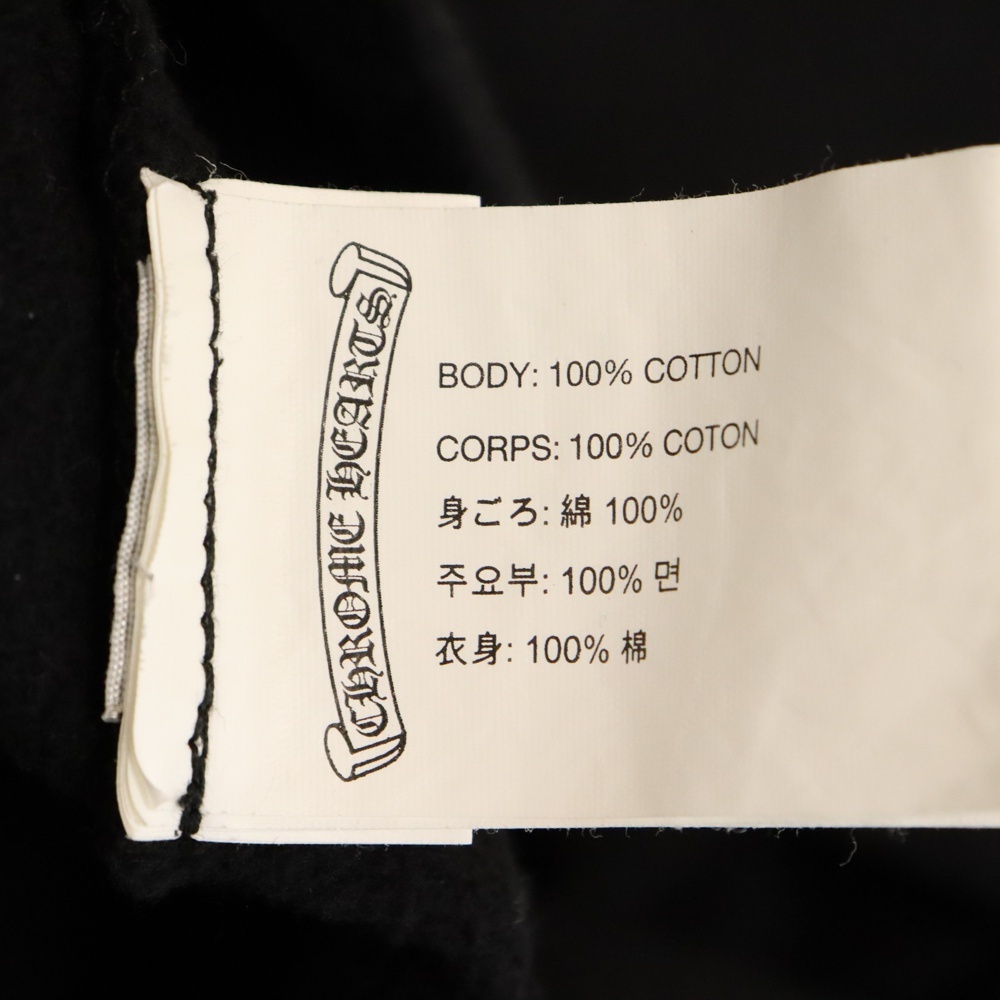 CHROME HEARTS
BODY: 100% COTTON
CORPS: 100% COTON
身ごろ: 綿 100%
주요부: 100% 면
衣身: 100% 棉